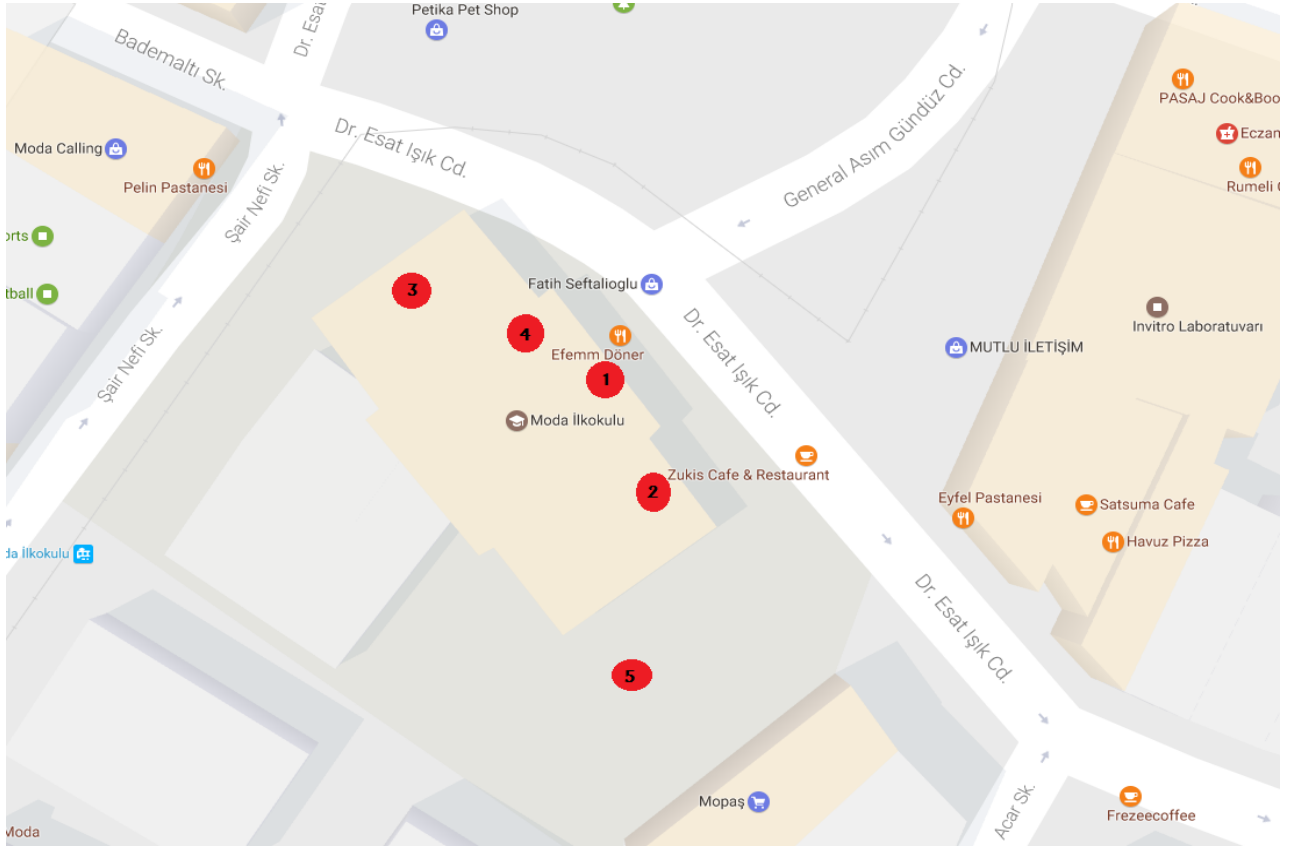 Petika Pet Shop
Dr. Esat
Bademaltı Sk.
General Asım Gündüz Cd.
PASAJ Cook&Boo
Dr. Esat Işık Cd.
Eczan
Moda Calling
Pelin Pastanesi
Rumeli
Şair Nefi Sk.
orts
tball
3
Fatih Seftalioglu
4
Efemm Döner
1
Invitro Laboratuvarı
MUTLU İLETİŞİM
Dr. Esat Işık Cd.
Şair Nefi Sk.
Moda İlkokulu
2
Zukis Cafe & Restaurant
Eyfel Pastanesi
Satsuma Cafe
Havuz Pizza
da İlkokulu
Dr. Esat Işık Cd.
5
Mopaş
Acar Sk.
Frezeecoffee
Moda